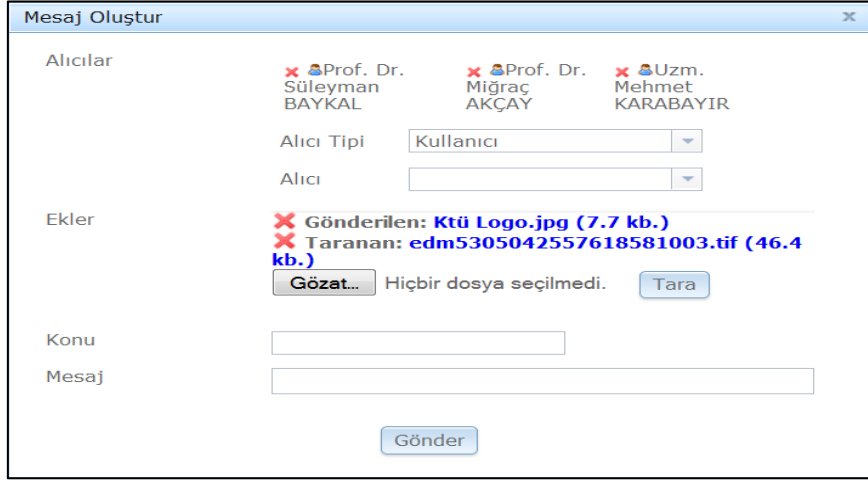 Mesaj Oluştur
Alıcılar
Prof. Dr. Süleyman BAYKAL
Prof. Dr. Miğraç AKÇAY
Uzm. Mehmet KARABAYIR
Alıcı Tipi Kullanıcı
Alıcı
Ekler
Gönderilen: Ktü Logo.jpg (7.7 kb.)
Taranan: edm5305042557618581003.tif (46.4
kb.)
Gözat... Hiçbir dosya seçilmedi. Tara
Konu
Mesaj
Gönder